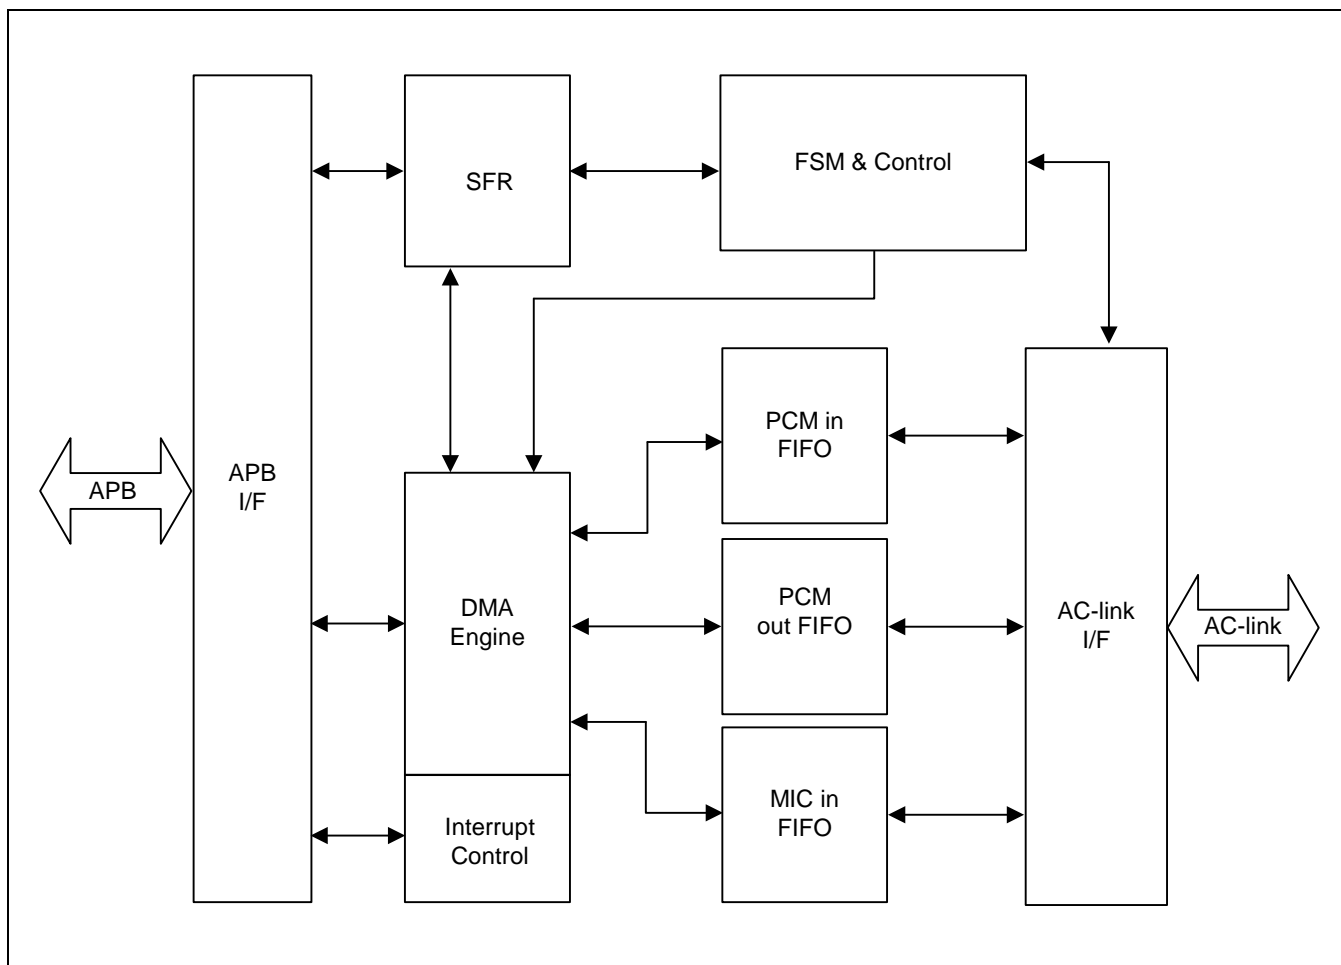 SFR
FSM & Control
APB
APB
I/F
PCM in
FIFO
DMA
Engine
PCM
out FIFO
AC-link
I/F
AC-link
Interrupt
Control
MIC in
FIFO